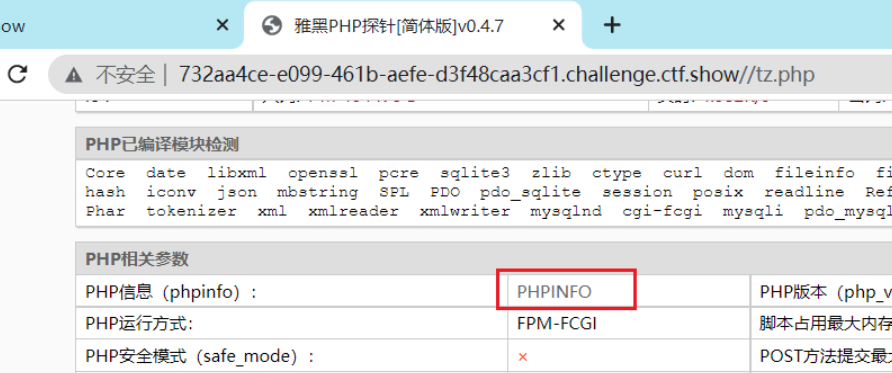 ow
雅黑PHP探针[简体版]v0.4.7
不安全 | 732aa4ce-e099-461b-aefe-d3f48caa3cf1.challenge.ctf.show//tz.php
PHP已编译模块检测
Core date libxml openssl pcre sqlite3 zlib ctype curl dom fileinfo fi
hash iconv json mbstring SPL PDO pdo_sqlite session posix readline Ref
Phar tokenizer xml xmlreader xmlwriter mysqlnd cgi-fcgi mysqli pdo_mysql
PHP相关参数
PHP信息（phpinfo）: PHPINFO PHP版本（php_v
PHP运行方式: FPM-FCGI 脚本占用最大内存
PHP安全模式（safe_mode）: × POST方法提交最大